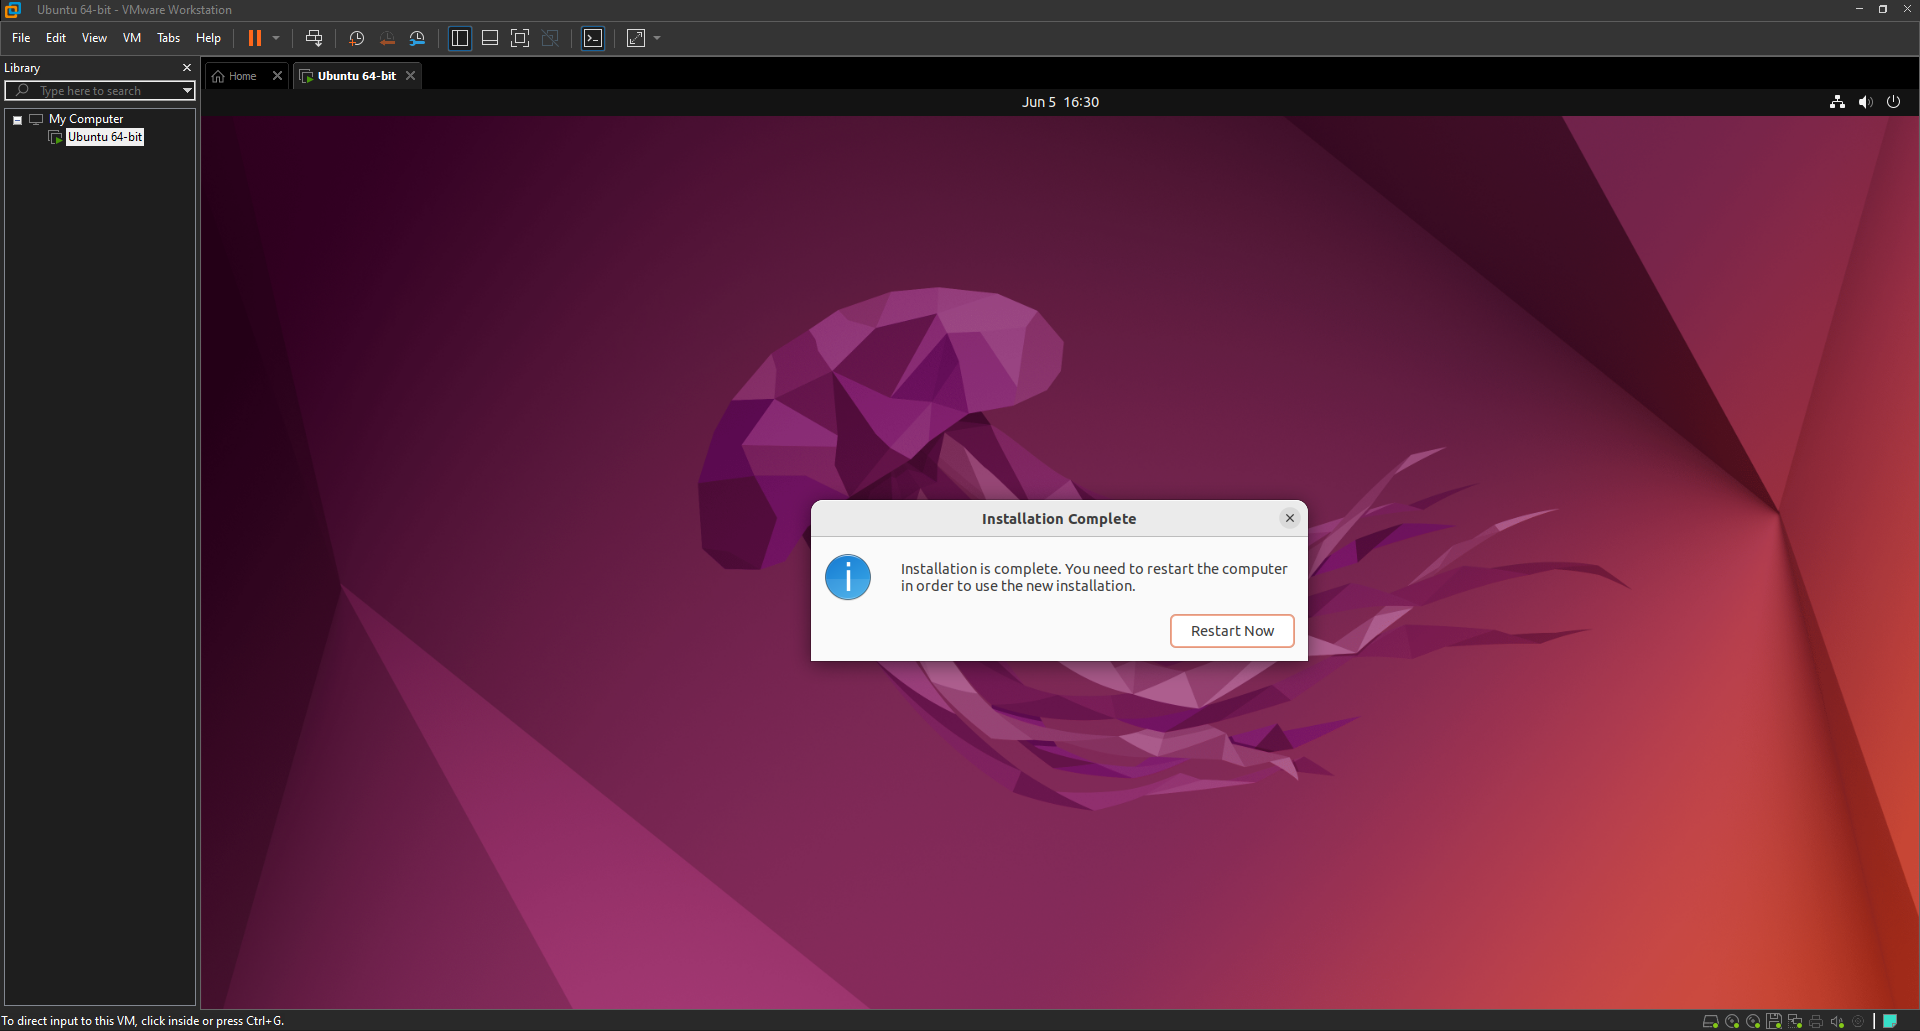 Ubuntu 64-bit - VMware Workstation
File Edit View VM Tabs Help
Library
Home
Ubuntu 64-bit
Type here to search
Jun 5 16:30
My Computer
Ubuntu 64-bit
Installation Complete
Installation is complete. You need to restart the computer
in order to use the new installation.
Restart Now
To direct input to this VM, click inside or press Ctrl+G.